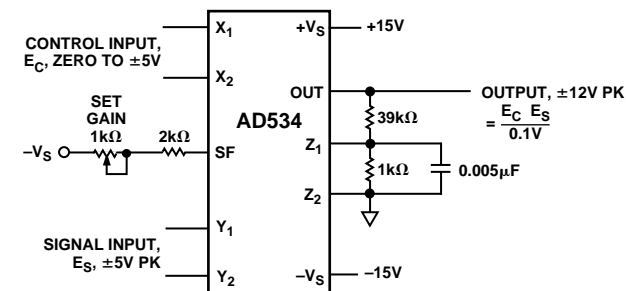 CONTROL INPUT,
E_C, ZERO TO ±5V
X1
X2
SET
GAIN
1kΩ
2kΩ
–VS
SF
AD534
SIGNAL INPUT,
ES, ±5V PK
Y1
Y2
+VS
+15V
OUT
OUTPUT, ±12V PK
= EC ES
0.1V
39kΩ
Z1
1kΩ
0.005µF
Z2
–VS
–15V